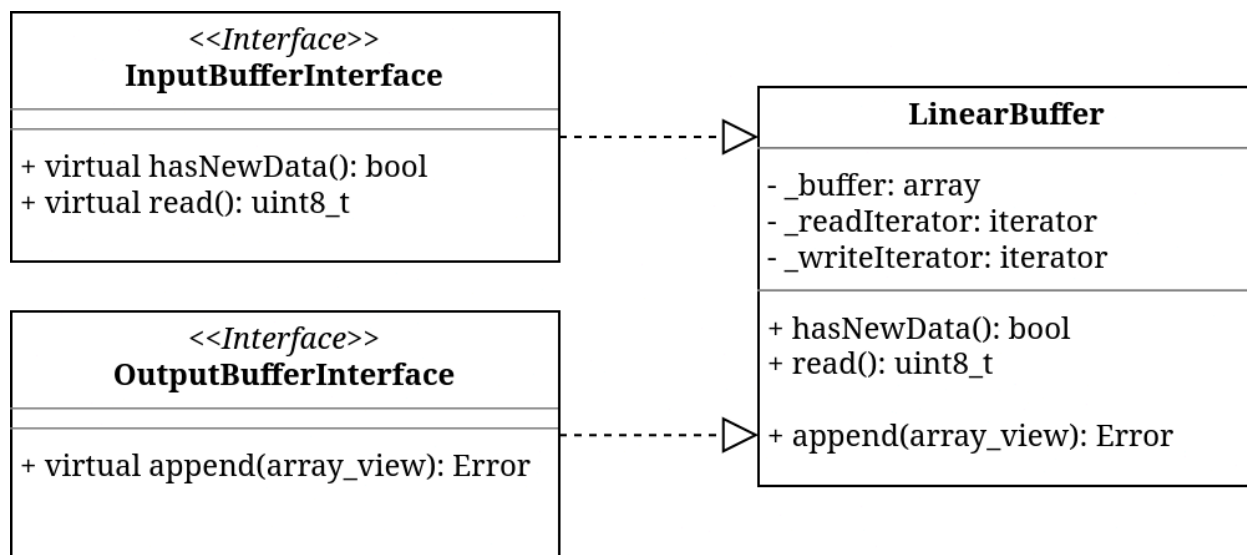 <<Interface>>
InputBufferInterface
+ virtual hasNewData(): bool
+ virtual read(): uint8_t
<<Interface>>
OutputBufferInterface
+ virtual append(array_view): Error
LinearBuffer
- _buffer: array
- _readIterator: iterator
- _writeIterator: iterator
+ hasNewData(): bool
+ read(): uint8_t
+ append(array_view): Error